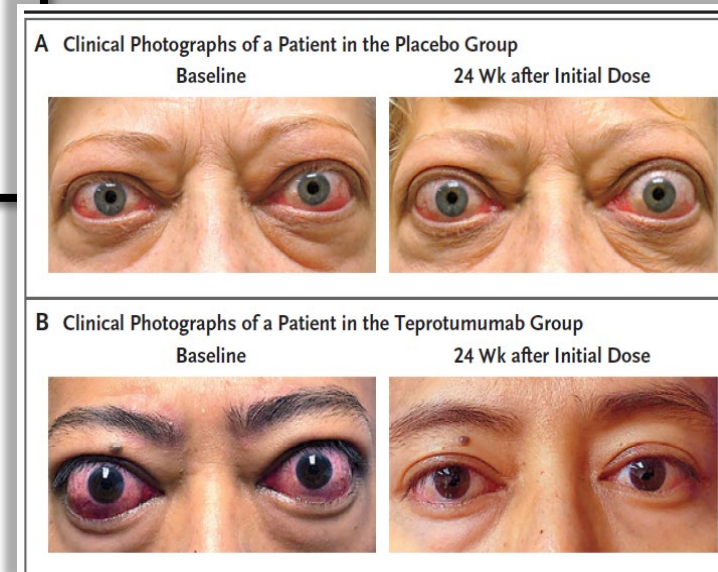 A Clinical Photographs of a Patient in the Placebo Group
Baseline
24 Wk after Initial Dose
B Clinical Photographs of a Patient in the Teprotumumab Group
Baseline
24 Wk after Initial Dose